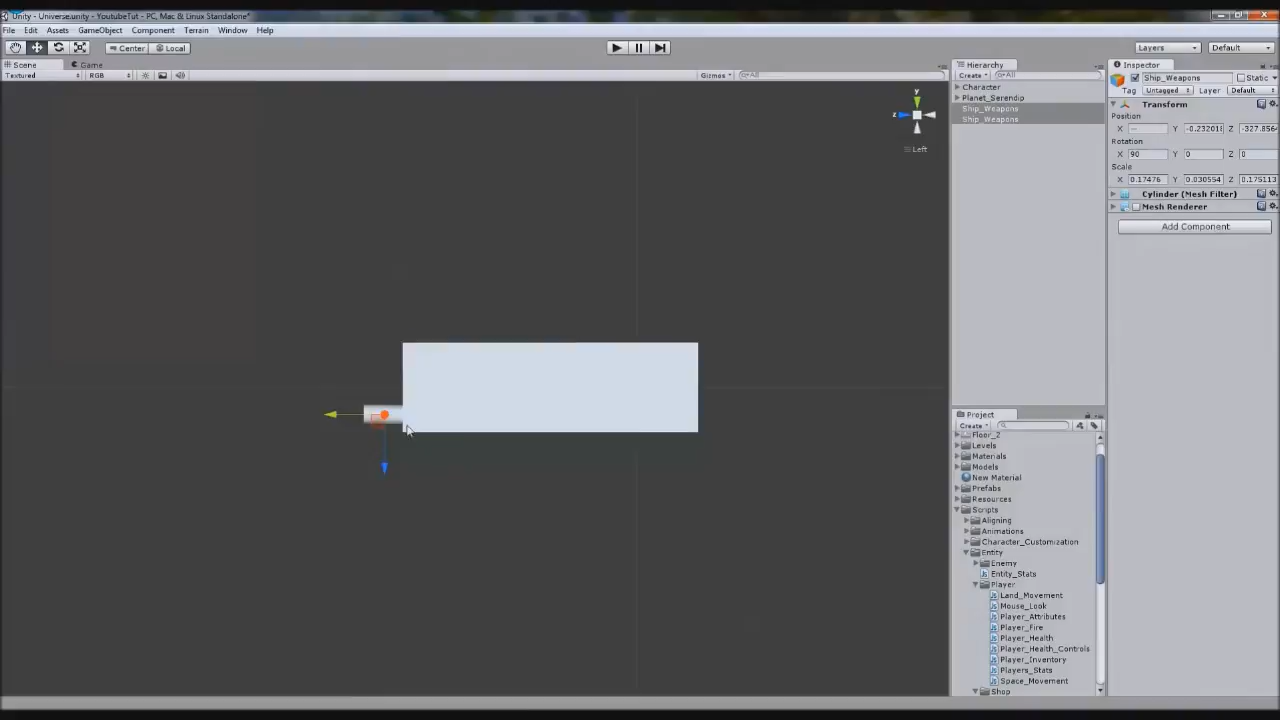 Unity - Universe.unity - YoutubeTut - PC, Mac & Linux Standalone*
File Edit Assets GameObject Component Terrain Window Help
Center Local Layers Default
Scene Game
Textured RGB Gizmos All
y
z
Left
Hierarchy
Create All
Character
Planet_Serendip
Ship_Weapons
Ship_Weapons
Project
Create
Floor_2
Levels
Materials
Models
New Material
Prefabs
Resources
Scripts
Aligning
Animations
Character_Customization
Entity
Enemy
Entity_Stats
Player
Land_Movement
Mouse_Look
Player_Attributes
Player_Fire
Player_Health
Player_Health_Controls
Player_Inventory
Players_Stats
Space_Movement
Shop
Inspector
Ship_Weapons Static
Tag Untagged Layer Default
Transform
Position
X — Y -0.232018 Z -327.856
Rotation
X 90 Y 0 Z 0
Scale
X 0.17476 Y 0.030554 Z 0.175113
Cylinder (Mesh Filter)
Mesh Renderer
Add Component